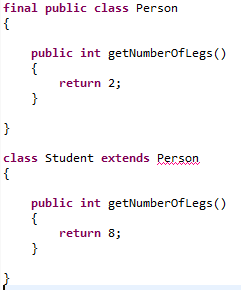 final public class Person
{
public int getNumberOfLegs()
{
return 2;
}
}
class Student extends Person
{
public int getNumberOfLegs()
{
return 8;
}
}